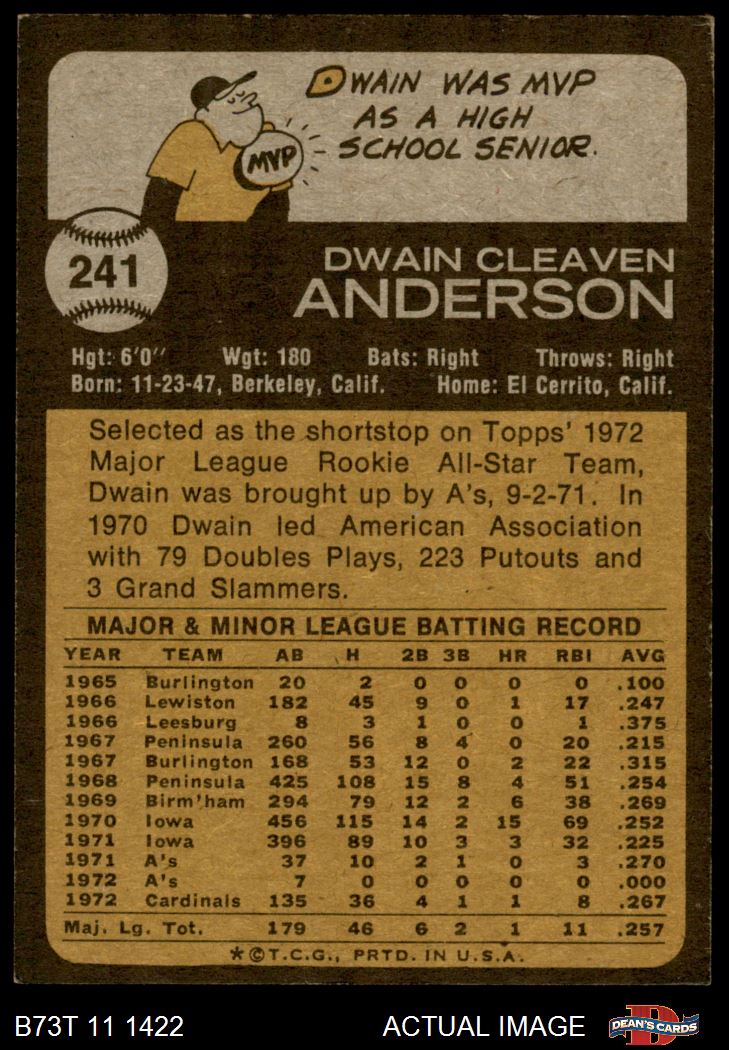 DWAIN WAS MVP
AS A HIGH
SCHOOL SENIOR.
MVP
241
DWAIN CLEAVEN
ANDERSON
Hgt: 6'0" Wgt: 180 Bats: Right Throws: Right
Born: 11-23-47, Berkeley, Calif. Home: El Cerrito, Calif.
Selected as the shortstop on Topps' 1972
Major League Rookie All-Star Team,
Dwain was brought up by A's, 9-2-71. In
1970 Dwain led American Association
with 79 Doubles Plays, 223 Putouts and
3 Grand Slammers.
MAJOR & MINOR LEAGUE BATTING RECORD
YEAR TEAM AB H 2B 3B HR RBI AVG
1965 Burlington 20 2 0 0 0 0 .100
1966 Lewiston 182 45 9 0 1 17 .247
1966 Leesburg 8 3 1 0 0 1 .375
1967 Peninsula 260 56 8 4 0 20 .215
1967 Burlington 168 53 12 0 2 22 .315
1968 Peninsula 425 108 15 8 4 51 .254
1969 Birm'ham 294 79 12 2 6 38 .269
1970 Iowa 456 115 14 2 15 69 .252
1971 Iowa 396 89 10 3 3 32 .225
1971 A's 37 10 2 1 0 3 .270
1972 A's 7 0 0 0 0 0 .000
1972 Cardinals 135 36 4 1 1 8 .267
Maj. Lg. Tot. 179 46 6 2 1 11 .257
*©T.C.G., PRTD. IN U.S.A.
B73T 11 1422 ACTUAL IMAGE D DEAN'S CARDS